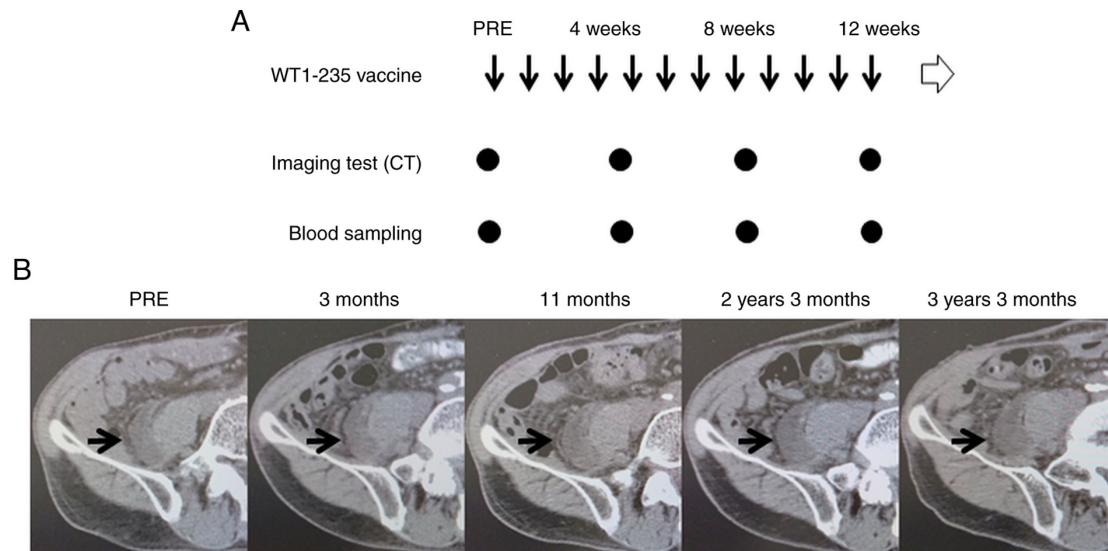 A
PRE 4 weeks 8 weeks 12 weeks
WT1-235 vaccine
Imaging test (CT)
Blood sampling
B
PRE 3 months 11 months 2 years 3 months 3 years 3 months